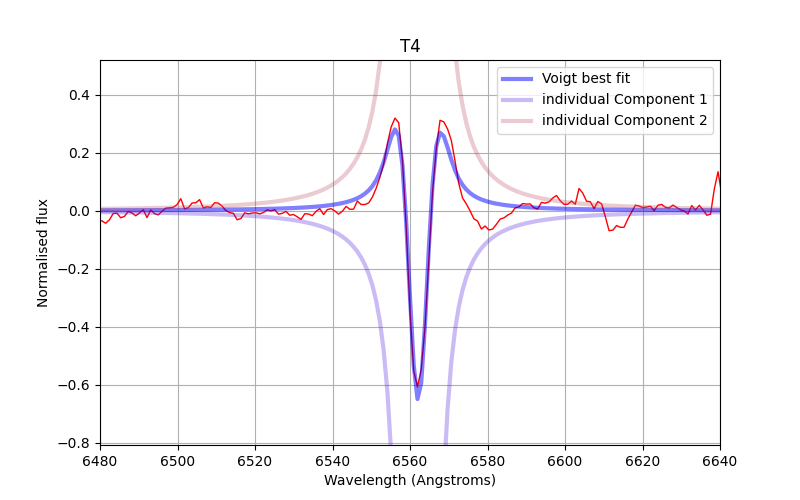 T4
Voigt best fit
individual Component 1
individual Component 2
0.4
0.2
0.0
−0.2
−0.4
−0.6
−0.8
Normalised flux
6480 6500 6520 6540 6560 6580 6600 6620 6640
Wavelength (Angstroms)